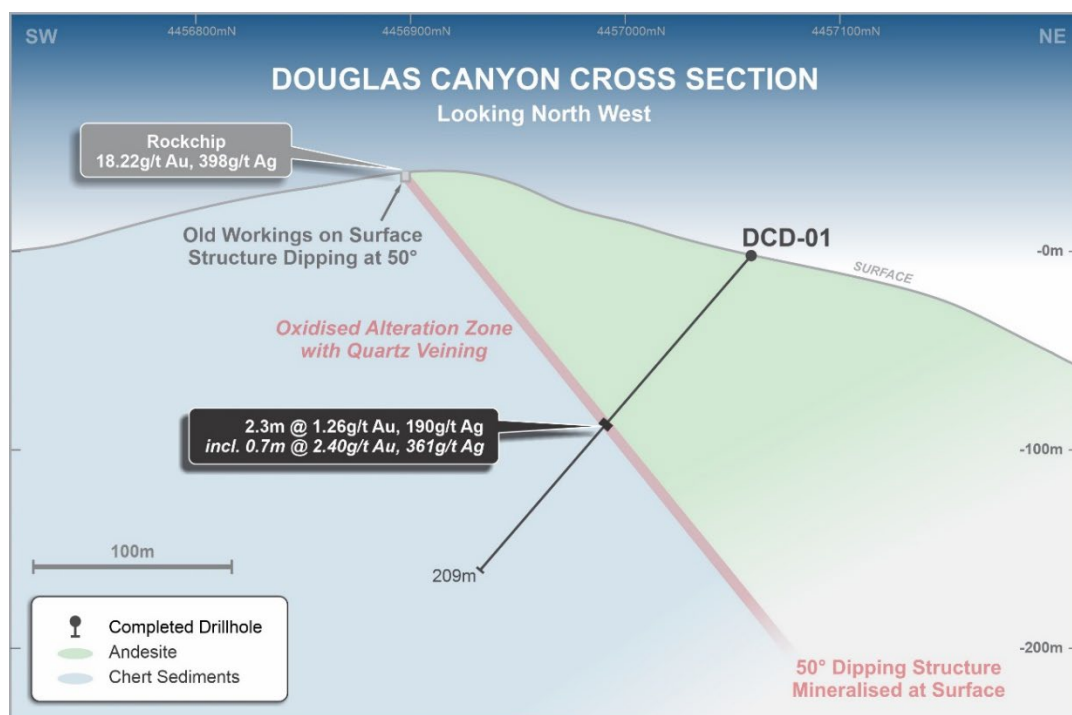 SW
4456800mN
4456900mN
4457000mN
4457100mN
NE
DOUGLAS CANYON CROSS SECTION
Looking North West
Rockchip
18.22g/t Au, 398g/t Ag
Old Workings on Surface
Structure Dipping at 50°
DCD-01
-0m
SURFACE
Oxidised Alteration Zone
with Quartz Veining
2.3m @ 1.26g/t Au, 190g/t Ag
incl. 0.7m @ 2.40g/t Au, 361g/t Ag
-100m
100m
209m
Completed Drillhole
Andesite
Chert Sediments
-200m
50° Dipping Structure
Mineralised at Surface